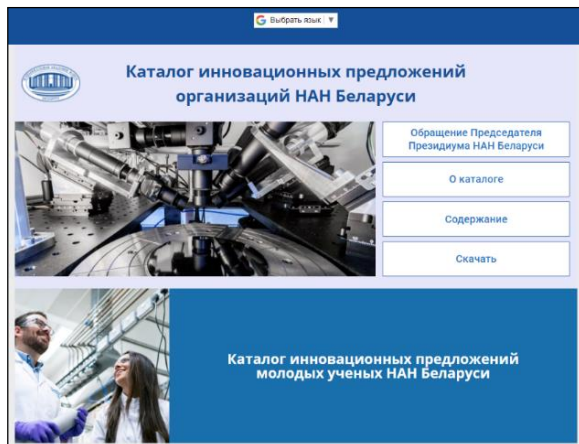 Выбрать язык ▼
Каталог инновационных предложений
организаций НАН Беларуси
Обращение Председателя
Президиума НАН Беларуси
О каталоге
Содержание
Скачать
Каталог инновационных предложений
молодых ученых НАН Беларуси